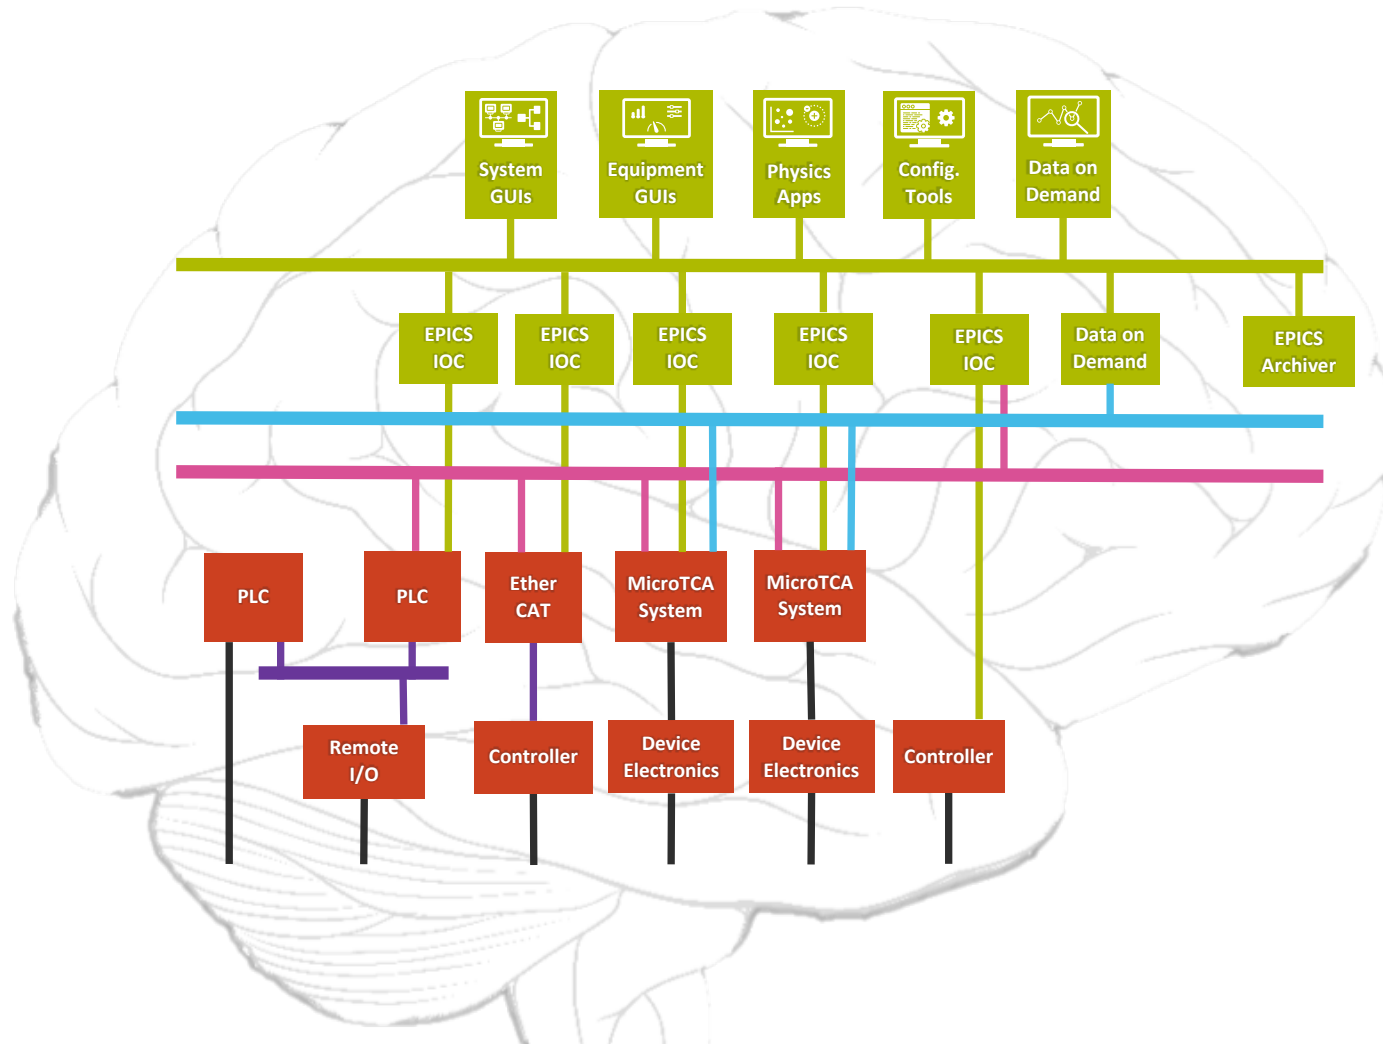 System
GUIs
Equipment
GUIs
Physics
Apps
Config.
Tools
Data on
Demand
EPICS
IOC
EPICS
IOC
EPICS
IOC
EPICS
IOC
EPICS
IOC
Data on
Demand
EPICS
Archiver
PLC
PLC
Ether
CAT
MicroTCA
System
MicroTCA
System
Remote
I/O
Controller
Device
Electronics
Device
Electronics
Controller